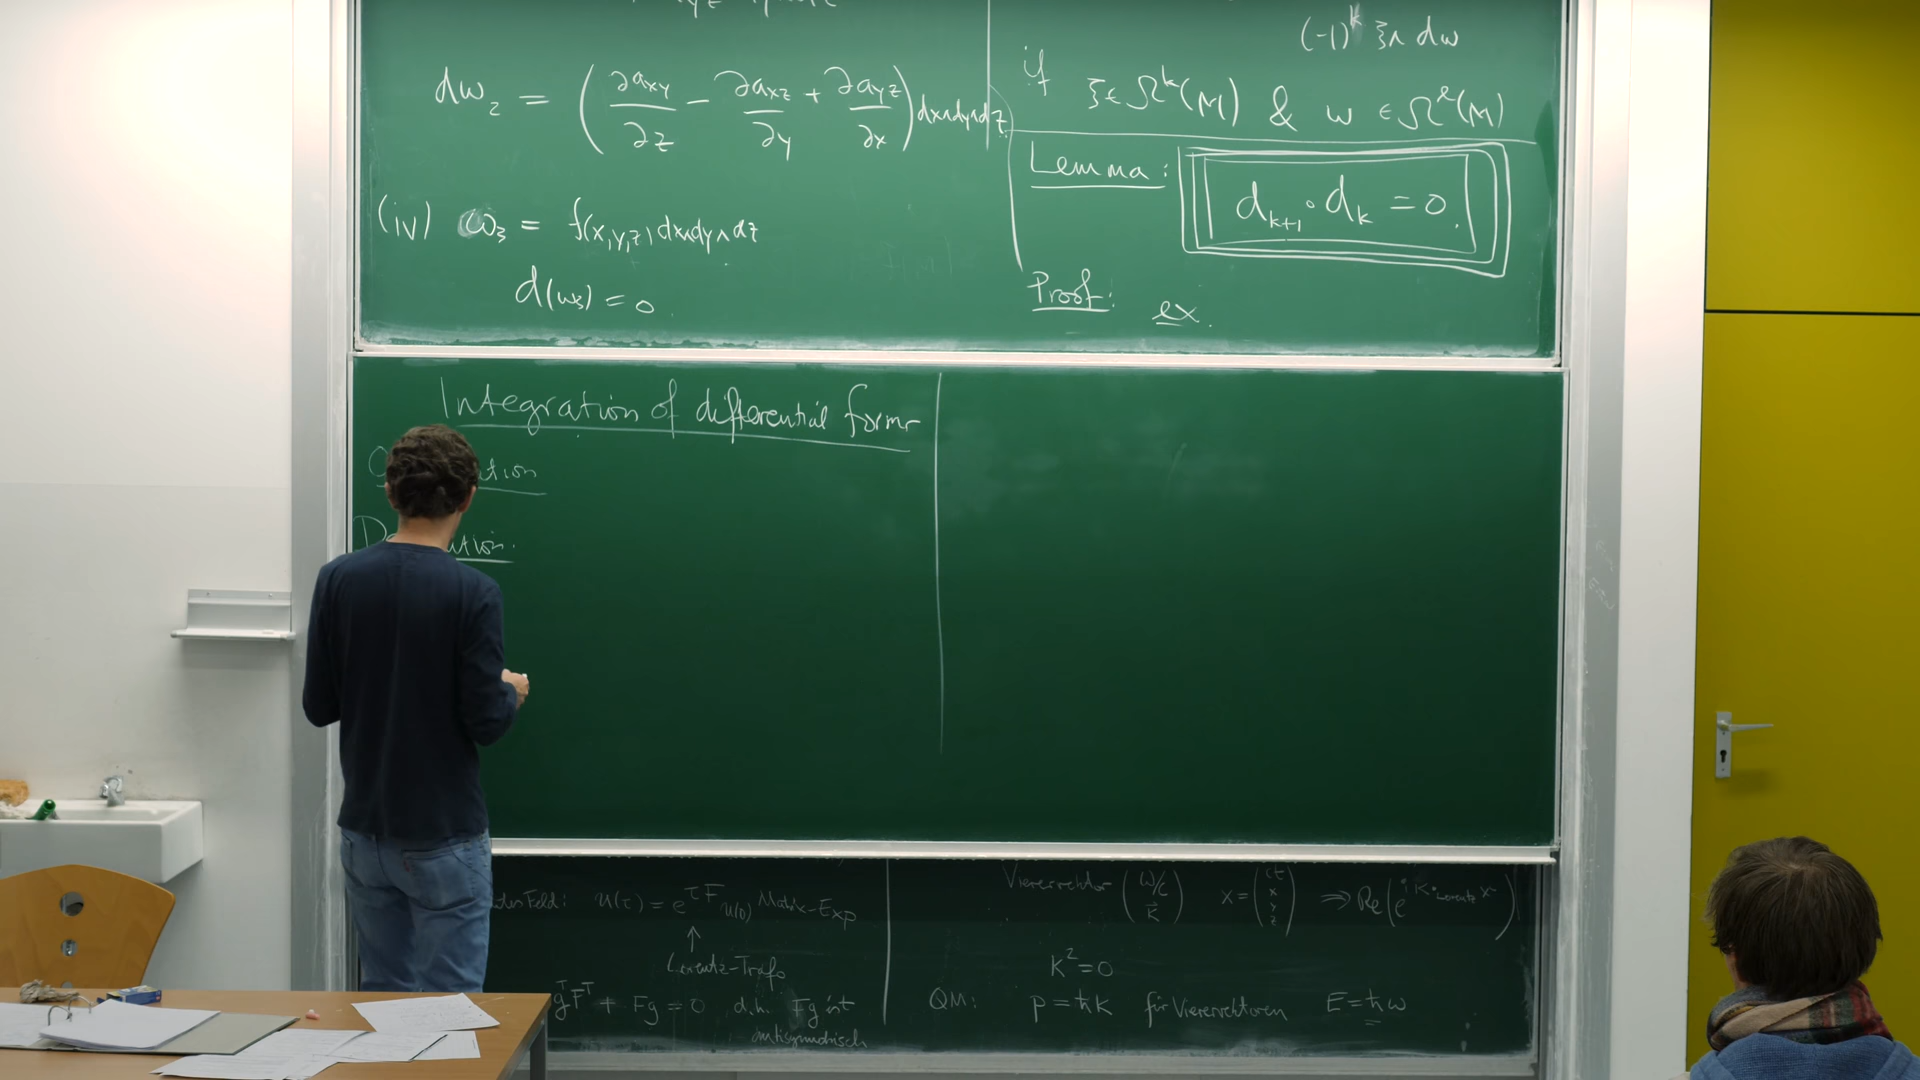 dω₂ = (∂a_xy/∂z − ∂a_xz/∂y + ∂a_yz/∂x) dx∧dy∧dz
(iv) ω₃ = f(x,y,z) dx∧dy∧dz
d(ω₃) = 0
(-1)^k ξ∧ dω
if ξ ∈ Ω^k(M) & ω ∈ Ω^ℓ(M)
Lemma: d_{k+1} ∘ d_k = 0.
Proof: ex.
Integration of differential forms
Feld: u(τ) = e^{τF} u(0) Matrix-Exp
↑
Lorentz-Trafo
gF^T + Fg = 0 d.h. Fg ist
antisymmetrisch
Vierervektor (ω/c k⃗) x = (ct x y z) ⇒ Re(e^{i K·_{Lorentz} x})
K² = 0
QM: p = ħK für Vierervektoren E = ħω